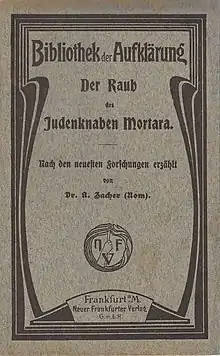 Bibliothek der Aufklärung
Der Raub
des
Judenknaben Mortara.
Nach den neuesten Forschungen erzählt
von
Dr. A. Zacher (Rom).
N F
V
Frankfurt a/M.
Neuer Frankfurter Verlag
G. m. b. H.